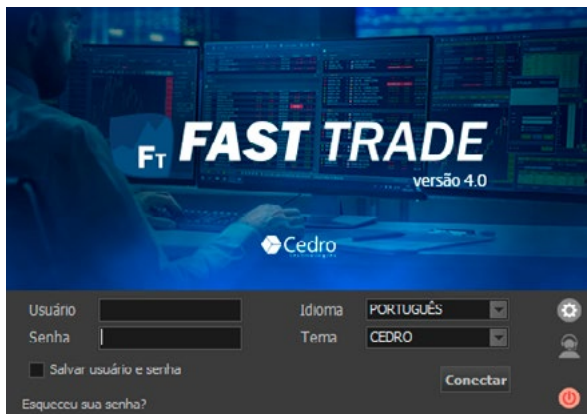 FT FAST TRADE
versão 4.0
Cedro
technologies
Usuário
Idioma PORTUGUÊS
Senha
Tema CEDRO
Salvar usuário e senha
Conectar
Esqueceu sua senha?